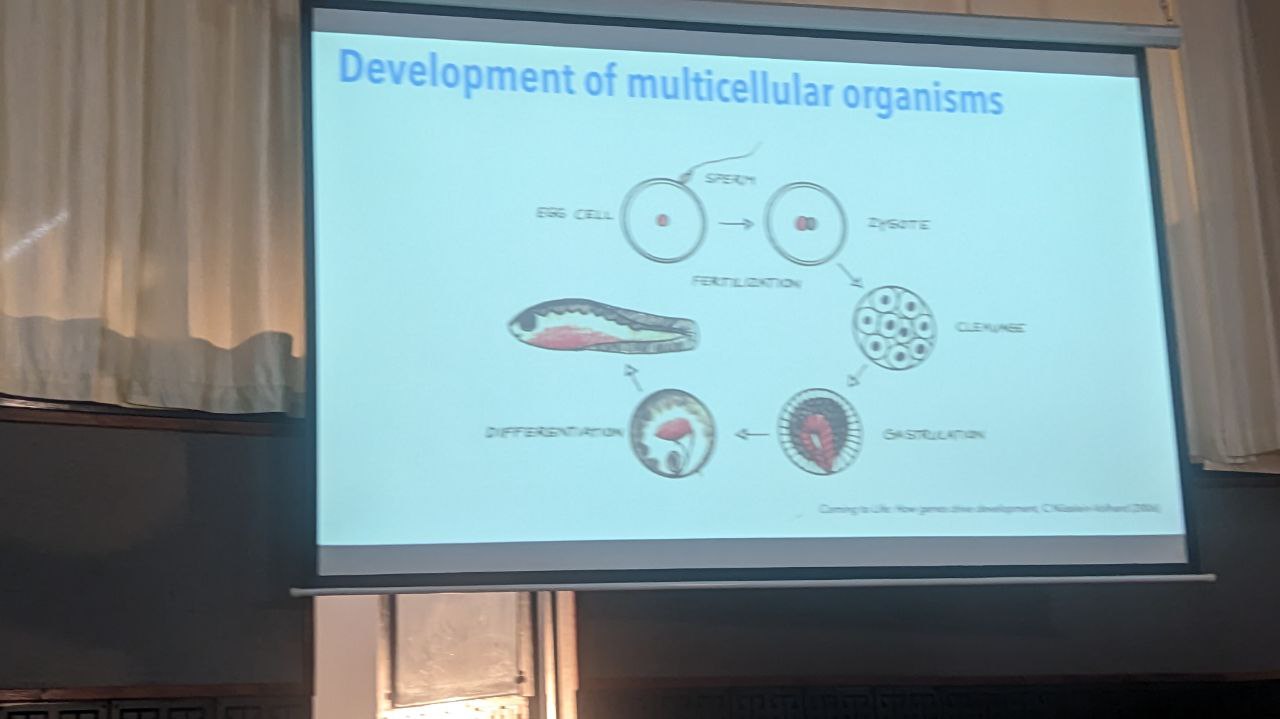 Development of multicellular organisms
SPERM
EGG CELL
ZYGOTE
FERTILIZATION
CLEAVAGE
DIFFERENTIATION
GASTRULATION
Coming to Life: How genes drive development, C Nüsslein-Volhard (2006)